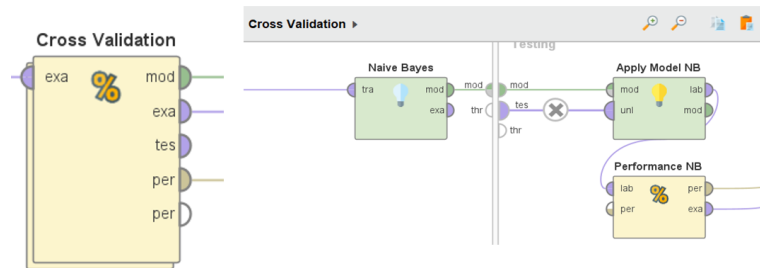 Cross Validation
exa
mod
exa
tes
per
per
%
Cross Validation
Testing
Naive Bayes
tra
mod
exa
mod
thr
mod
tes
thr
Apply Model NB
mod
lab
unl
mod
Performance NB
lab
per
per
exa
%